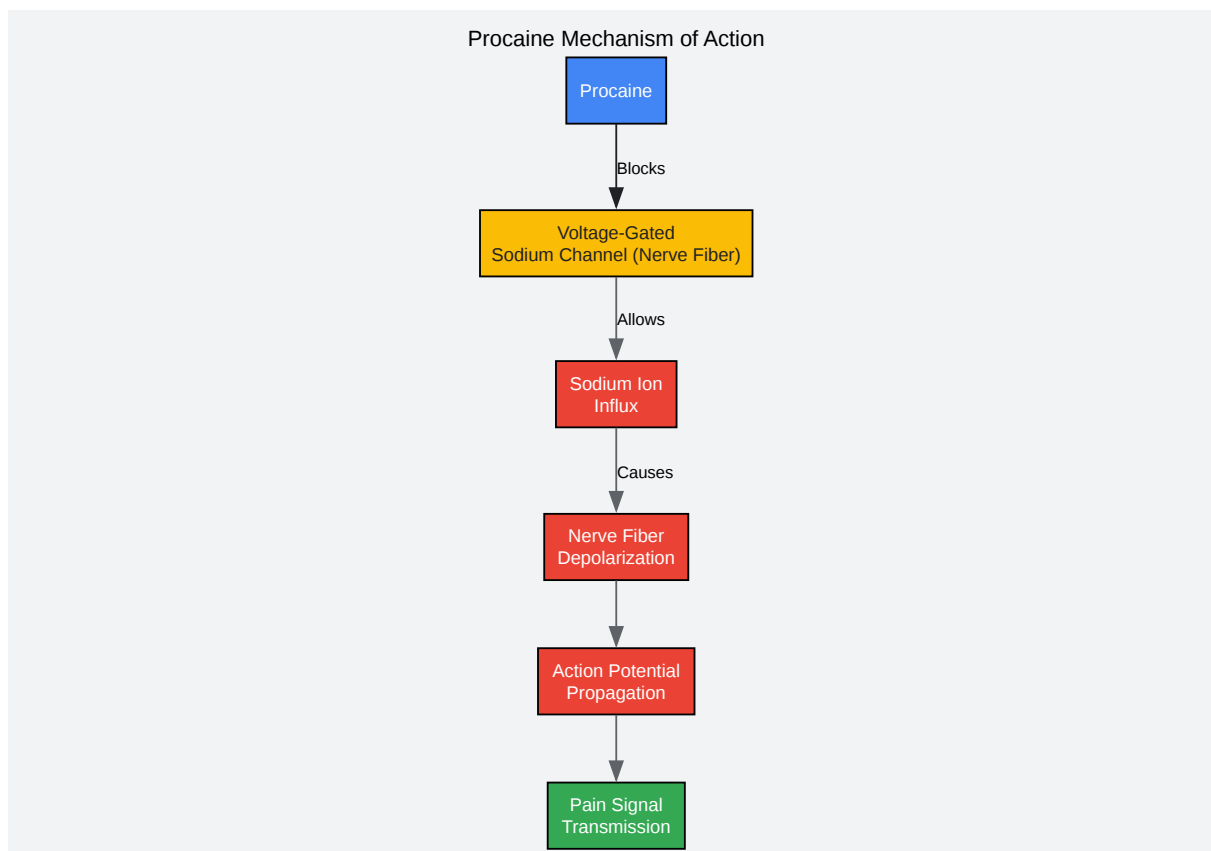 Procaine Mechanism of Action
Procaine
Blocks
Voltage-Gated
Sodium Channel (Nerve Fiber)
Allows
Sodium Ion
Influx
Causes
Nerve Fiber
Depolarization
Action Potential
Propagation
Pain Signal
Transmission